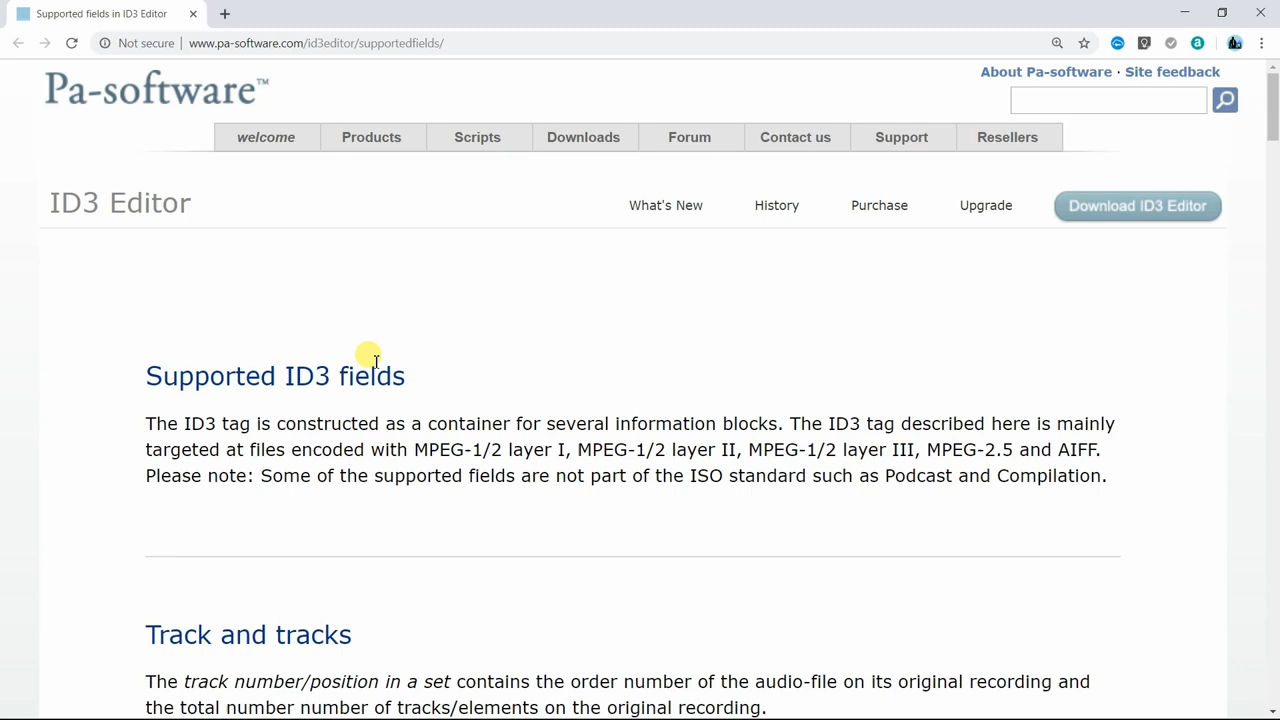 Supported fields in ID3 Editor
Not secure | www.pa-software.com/id3editor/supportedfields/
About Pa-software · Site feedback
Pa-software™
welcome Products Scripts Downloads Forum Contact us Support Resellers
ID3 Editor What's New History Purchase Upgrade Download ID3 Editor
Supported ID3 fields
The ID3 tag is constructed as a container for several information blocks. The ID3 tag described here is mainly
targeted at files encoded with MPEG-1/2 layer I, MPEG-1/2 layer II, MPEG-1/2 layer III, MPEG-2.5 and AIFF.
Please note: Some of the supported fields are not part of the ISO standard such as Podcast and Compilation.
Track and tracks
The track number/position in a set contains the order number of the audio-file on its original recording and
the total number number of tracks/elements on the original recording.